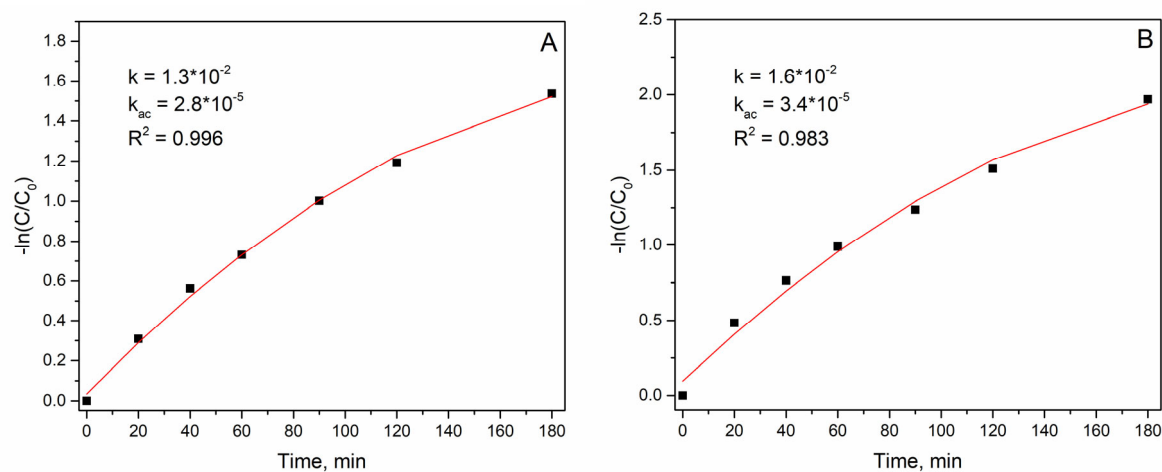 A
k = 1.3*10⁻²
k_ac = 2.8*10⁻⁵
R² = 0.996
-ln(C/C₀)
1.8
1.6
1.4
1.2
1.0
0.8
0.6
0.4
0.2
0.0
0 20 40 60 80 100 120 140 160 180
Time, min
B
k = 1.6*10⁻²
k_ac = 3.4*10⁻⁵
R² = 0.983
-ln(C/C₀)
2.5
2.0
1.5
1.0
0.5
0.0
0 20 40 60 80 100 120 140 160 180
Time, min